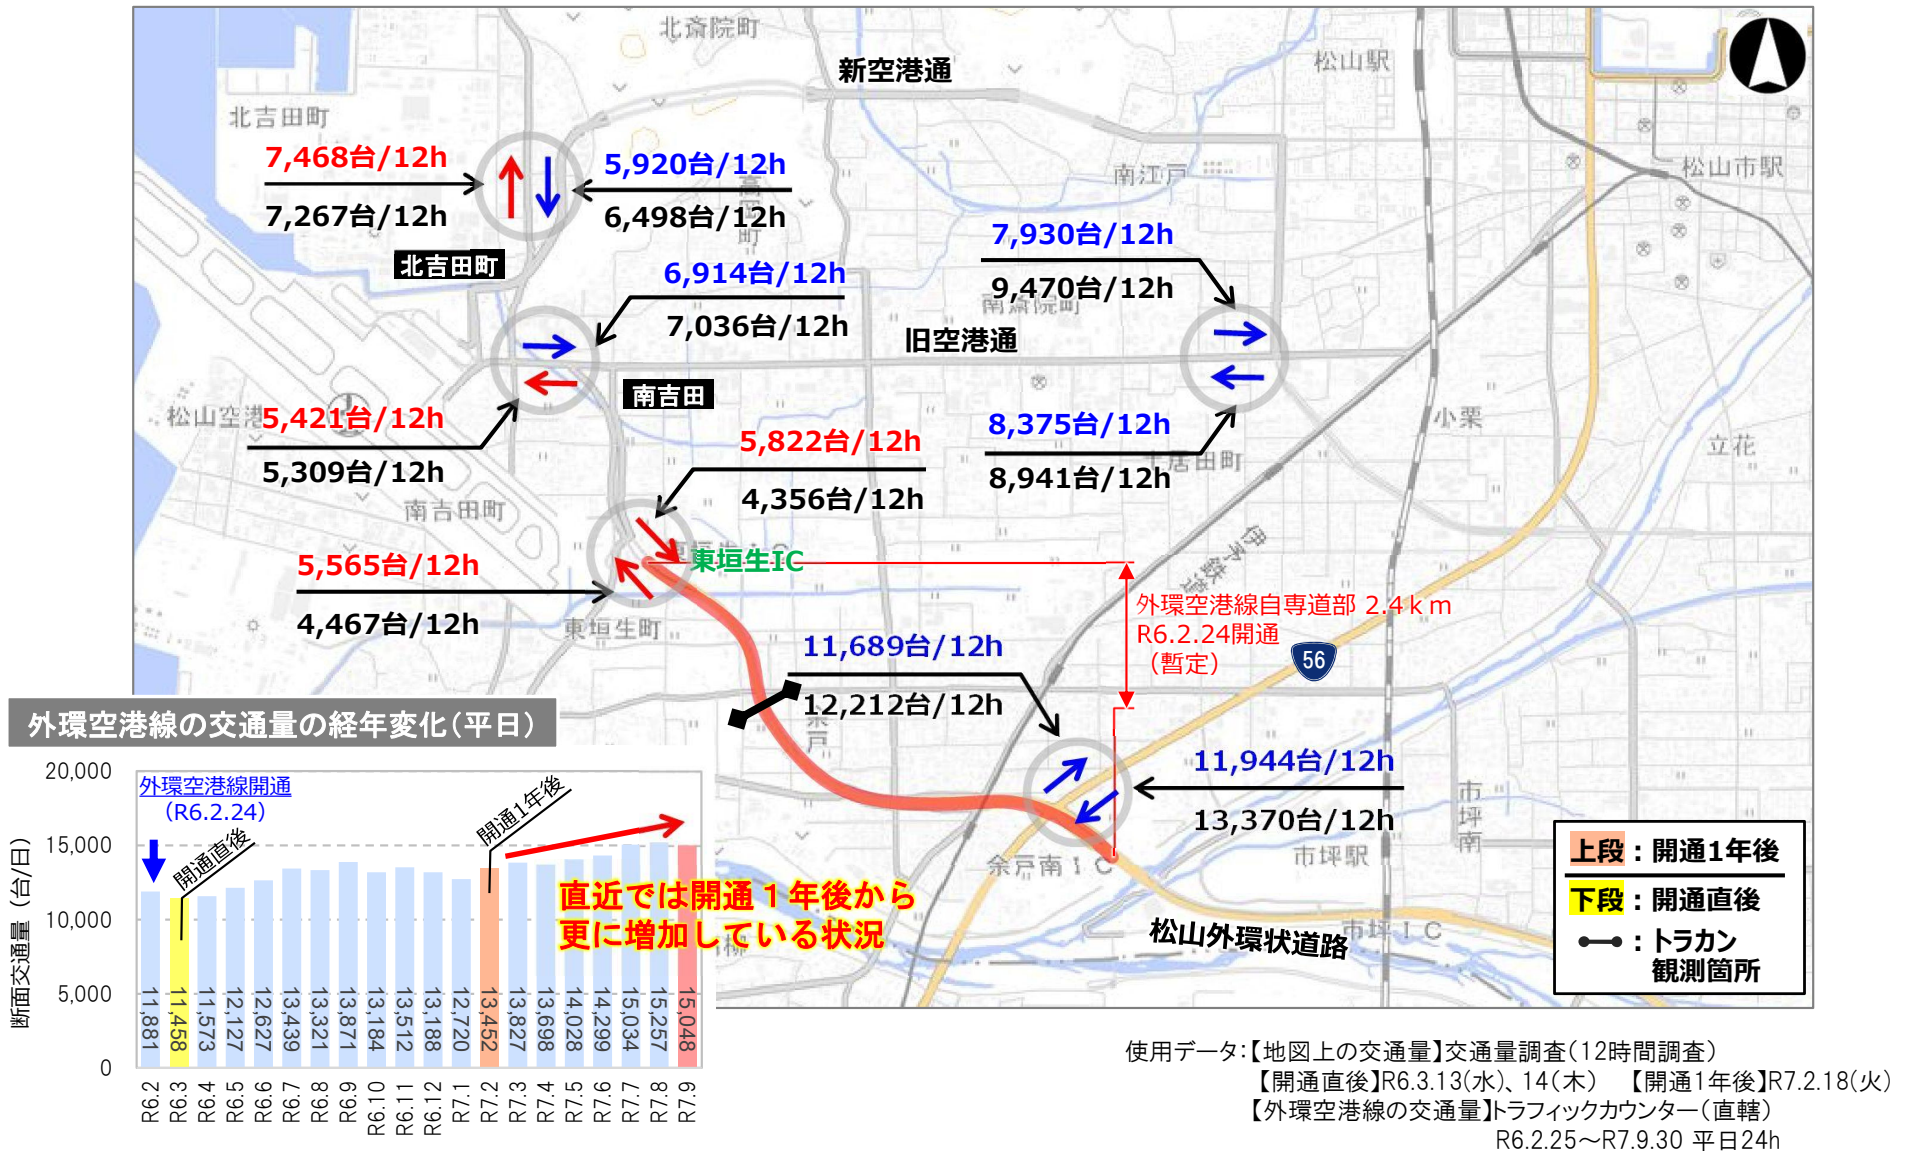 北斎院町
新空港通
松山駅
北吉田町
7,468台/12h
7,267台/12h
5,920台/12h
6,498台/12h
南江戸
松山市駅
北吉田町
6,914台/12h
7,036台/12h
7,930台/12h
9,470台/12h
南斎院町
旧空港通
南吉田
松山空港
5,421台/12h
5,309台/12h
5,822台/12h
4,356台/12h
8,375台/12h
8,941台/12h
土居田町
小栗
立花
南吉田町
東垣生IC
5,565台/12h
4,467台/12h
東垣生町
伊予鉄道
外環空港線自専道部 2.4ｋｍ
R6.2.24開通
（暫定）
56
11,689台/12h
12,212台/12h
余戸
11,944台/12h
13,370台/12h
余戸南ＩＣ
市坪駅
市坪南
市坪ＩＣ
松山外環状道路
上段：開通1年後
下段：開通直後
：トラカン
観測箇所
外環空港線の交通量の経年変化（平日）
断面交通量（台/日）
20,000
15,000
10,000
5,000
0
外環空港線開通
（R6.2.24）
開通直後
開通1年後
直近では開通１年後から
更に増加している状況
11,881
11,458
11,573
12,127
12,627
13,439
13,321
13,871
13,184
13,512
13,188
12,720
13,452
13,827
13,698
14,028
14,299
15,034
15,257
15,048
R6.2
R6.3
R6.4
R6.5
R6.6
R6.7
R6.8
R6.9
R6.10
R6.11
R6.12
R7.1
R7.2
R7.3
R7.4
R7.5
R7.6
R7.7
R7.8
R7.9
使用データ：【地図上の交通量】交通量調査（12時間調査）
【開通直後】R6.3.13(水)、14(木)　【開通1年後】R7.2.18(火)
【外環空港線の交通量】トラフィックカウンター（直轄）
R6.2.25～R7.9.30 平日24h